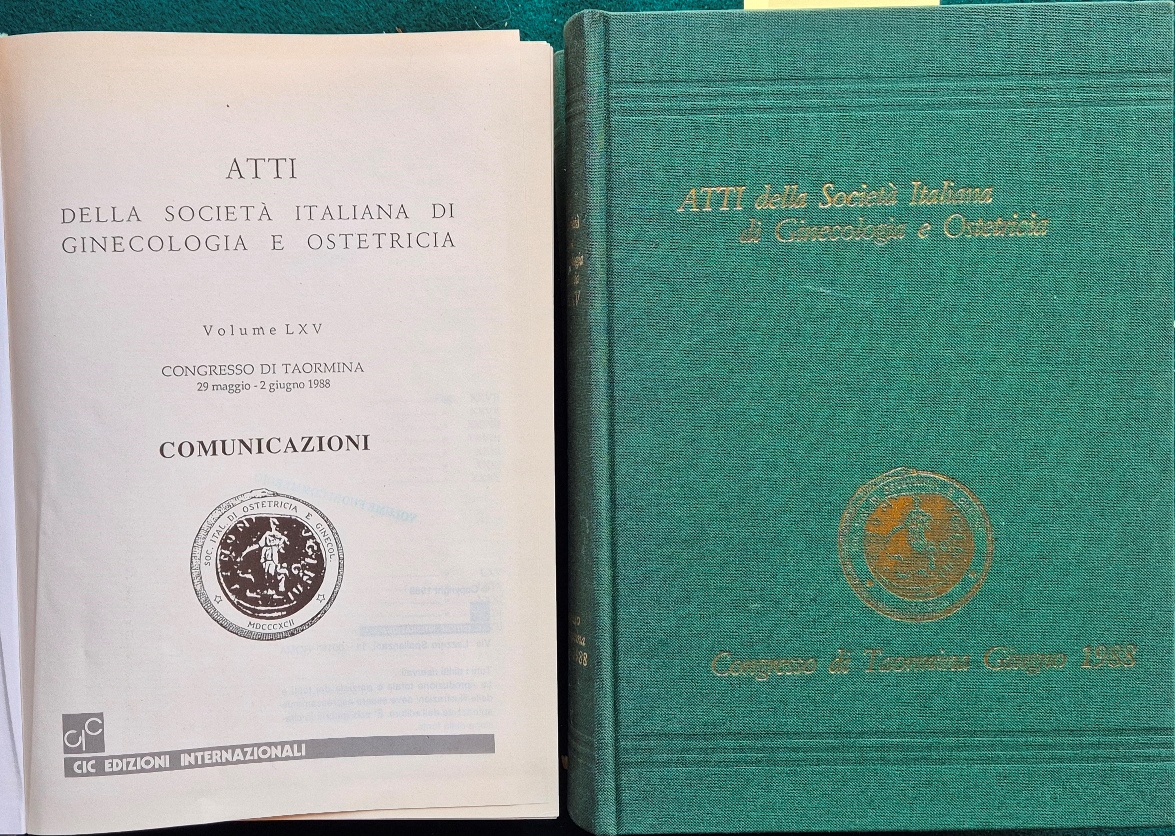 ATTI
DELLA SOCIETÀ ITALIANA DI
GINECOLOGIA E OSTETRICIA
Volume LXV
CONGRESSO DI TAORMINA
29 maggio - 2 giugno 1988
COMUNICAZIONI
SOC. ITAL. DI OSTETRICIA E GINECOL.
MDCCCXCII
CIC
CIC EDIZIONI INTERNAZIONALI
ATTI della Società Italiana
di Ginecologia e Ostetricia
Congresso di Taormina Giugno 1988